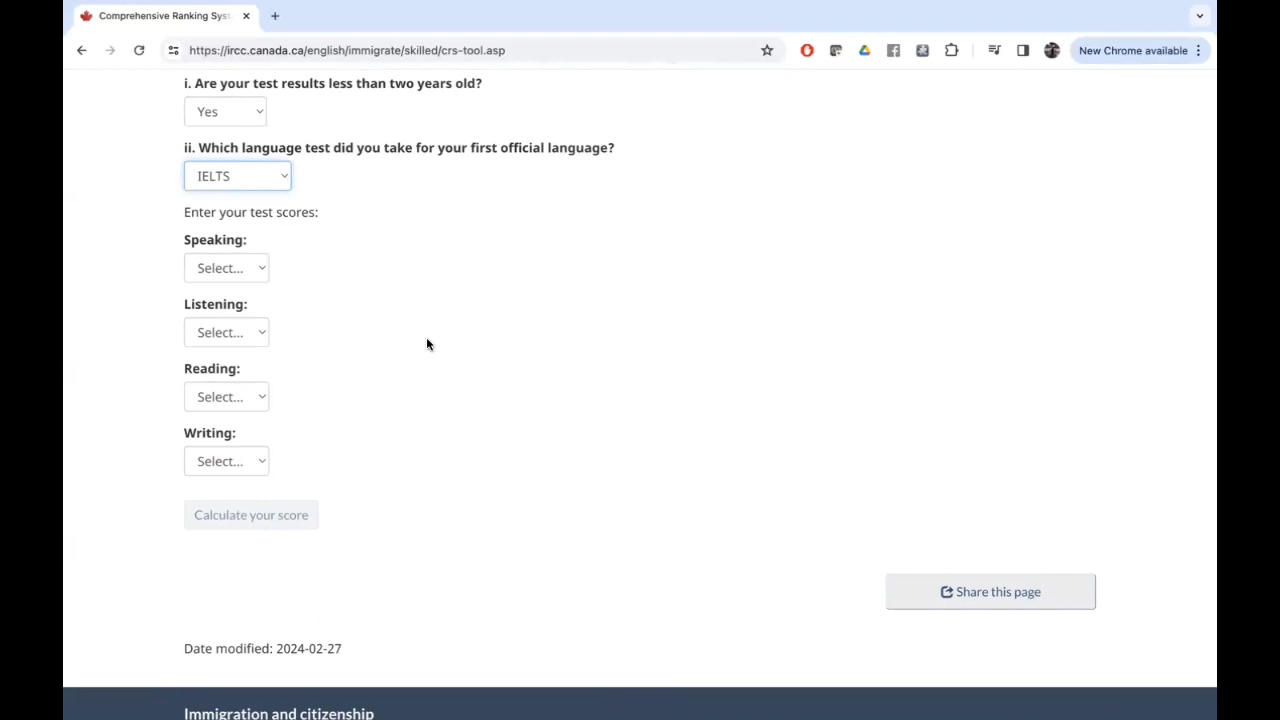 Comprehensive Ranking Sys
https://ircc.canada.ca/english/immigrate/skilled/crs-tool.asp
New Chrome available
i. Are your test results less than two years old?
Yes
ii. Which language test did you take for your first official language?
IELTS
Enter your test scores:
Speaking:
Select...
Listening:
Select...
Reading:
Select...
Writing:
Select...
Calculate your score
Share this page
Date modified: 2024-02-27
Immigration and citizenship